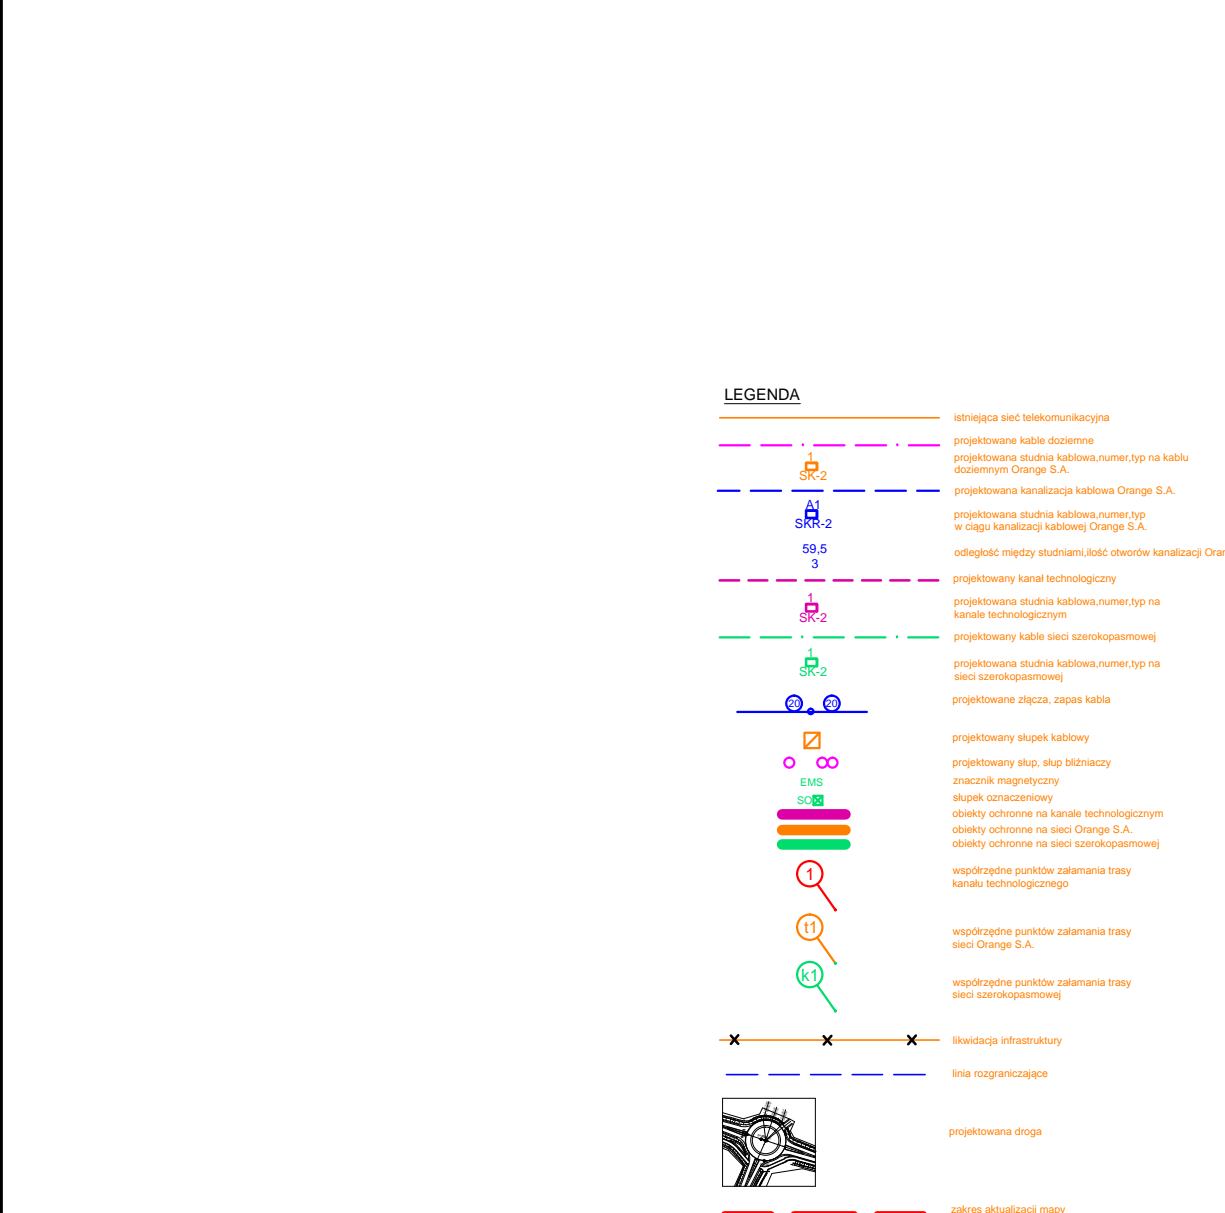 LEGENDA
istniejąca sieć telekomunikacyjna
projektowane kable doziemne
1
SK-2
projektowana studnia kablowa,numer,typ na kablu
doziemnym Orange S.A.
projektowana kanalizacja kablowa Orange S.A.
A1
SKR-2
projektowana studnia kablowa,numer,typ
w ciągu kanalizacji kablowej Orange S.A.
59,5
3
odległość między studniami,ilość otworów kanalizacji
projektowany kanał technologiczny
1
SK-2
projektowana studnia kablowa,numer,typ na
kanale technologicznym
projektowany kable sieci szerokopasmowej
1
SK-2
projektowana studnia kablowa,numer,typ na
sieci szerokopasmowej
20 20
projektowane złącza, zapas kabla
projektowany słupek kablowy
projektowany słup, słup bliźniaczy
EMS
znacznik magnetyczny
SO
słupek oznaczeniowy
obiekty ochronne na kanale technologicznym
obiekty ochronne na sieci Orange S.A.
obiekty ochronne na sieci szerokopasmowej
1
współrzędne punktów załamania trasy
kanału technologicznego
t1
współrzędne punktów załamania trasy
sieci Orange S.A.
k1
współrzędne punktów załamania trasy
sieci szerokopasmowej
likwidacja infrastruktury
linia rozgraniczające
projektowana droga
zakres aktualizacji mapy